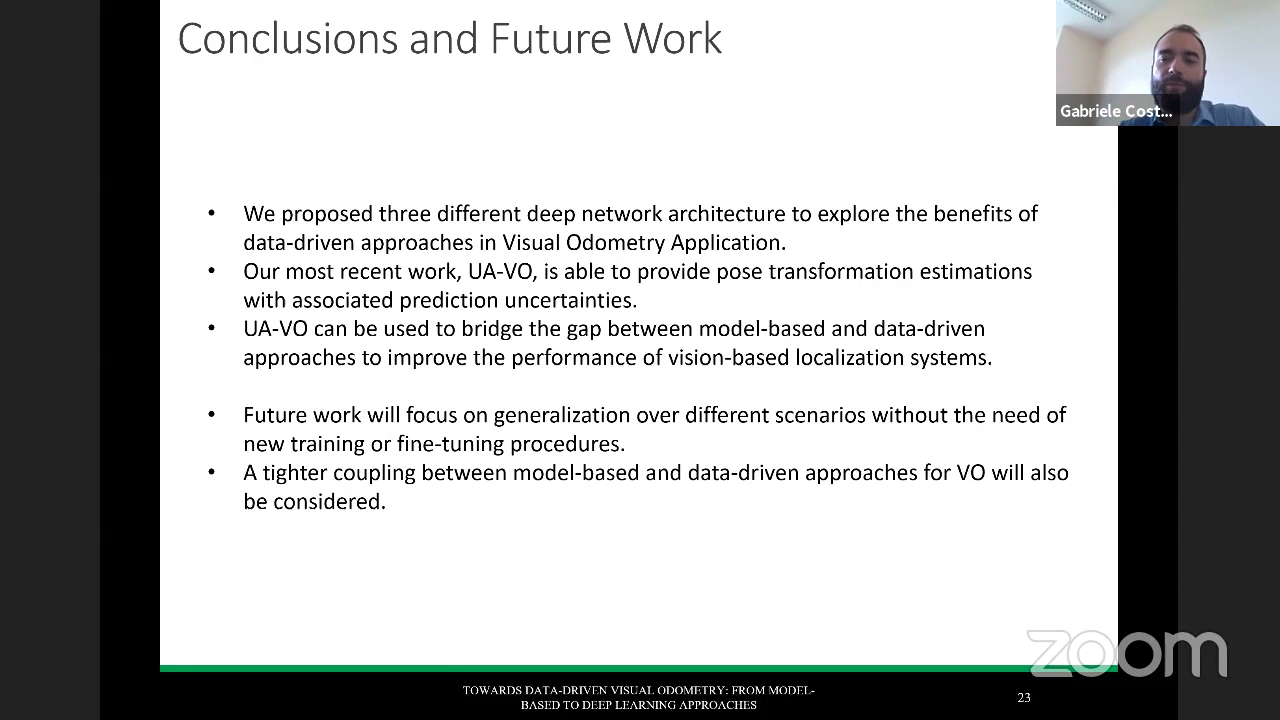 Conclusions and Future Work
Gabriele Cost...
• We proposed three different deep network architecture to explore the benefits of
data-driven approaches in Visual Odometry Application.
• Our most recent work, UA-VO, is able to provide pose transformation estimations
with associated prediction uncertainties.
• UA-VO can be used to bridge the gap between model-based and data-driven
approaches to improve the performance of vision-based localization systems.
• Future work will focus on generalization over different scenarios without the need of
new training or fine-tuning procedures.
• A tighter coupling between model-based and data-driven approaches for VO will also
be considered.
zoom
TOWARDS DATA-DRIVEN VISUAL ODOMETRY: FROM MODEL-
BASED TO DEEP LEARNING APPROACHES
23